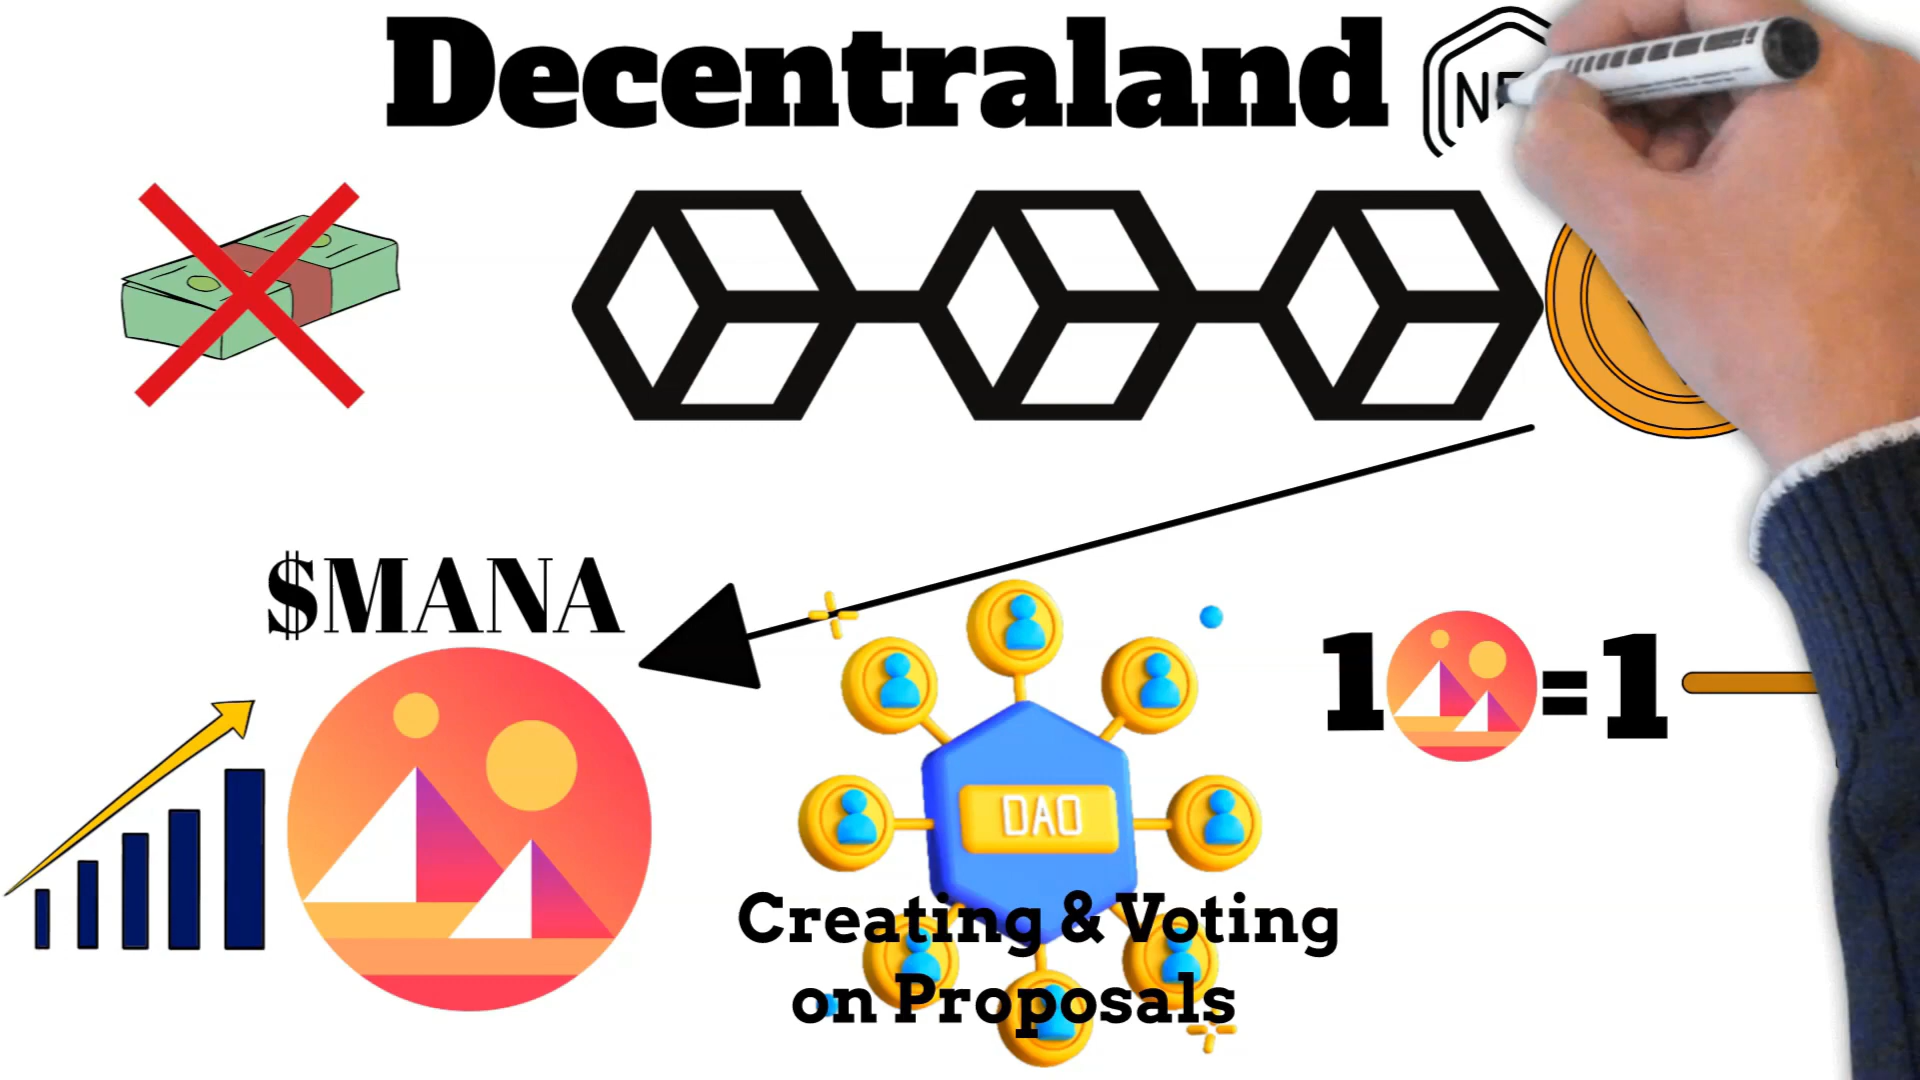 Decentraland
$MANA
1 = 1
DAO
Creating & Voting
on Proposals